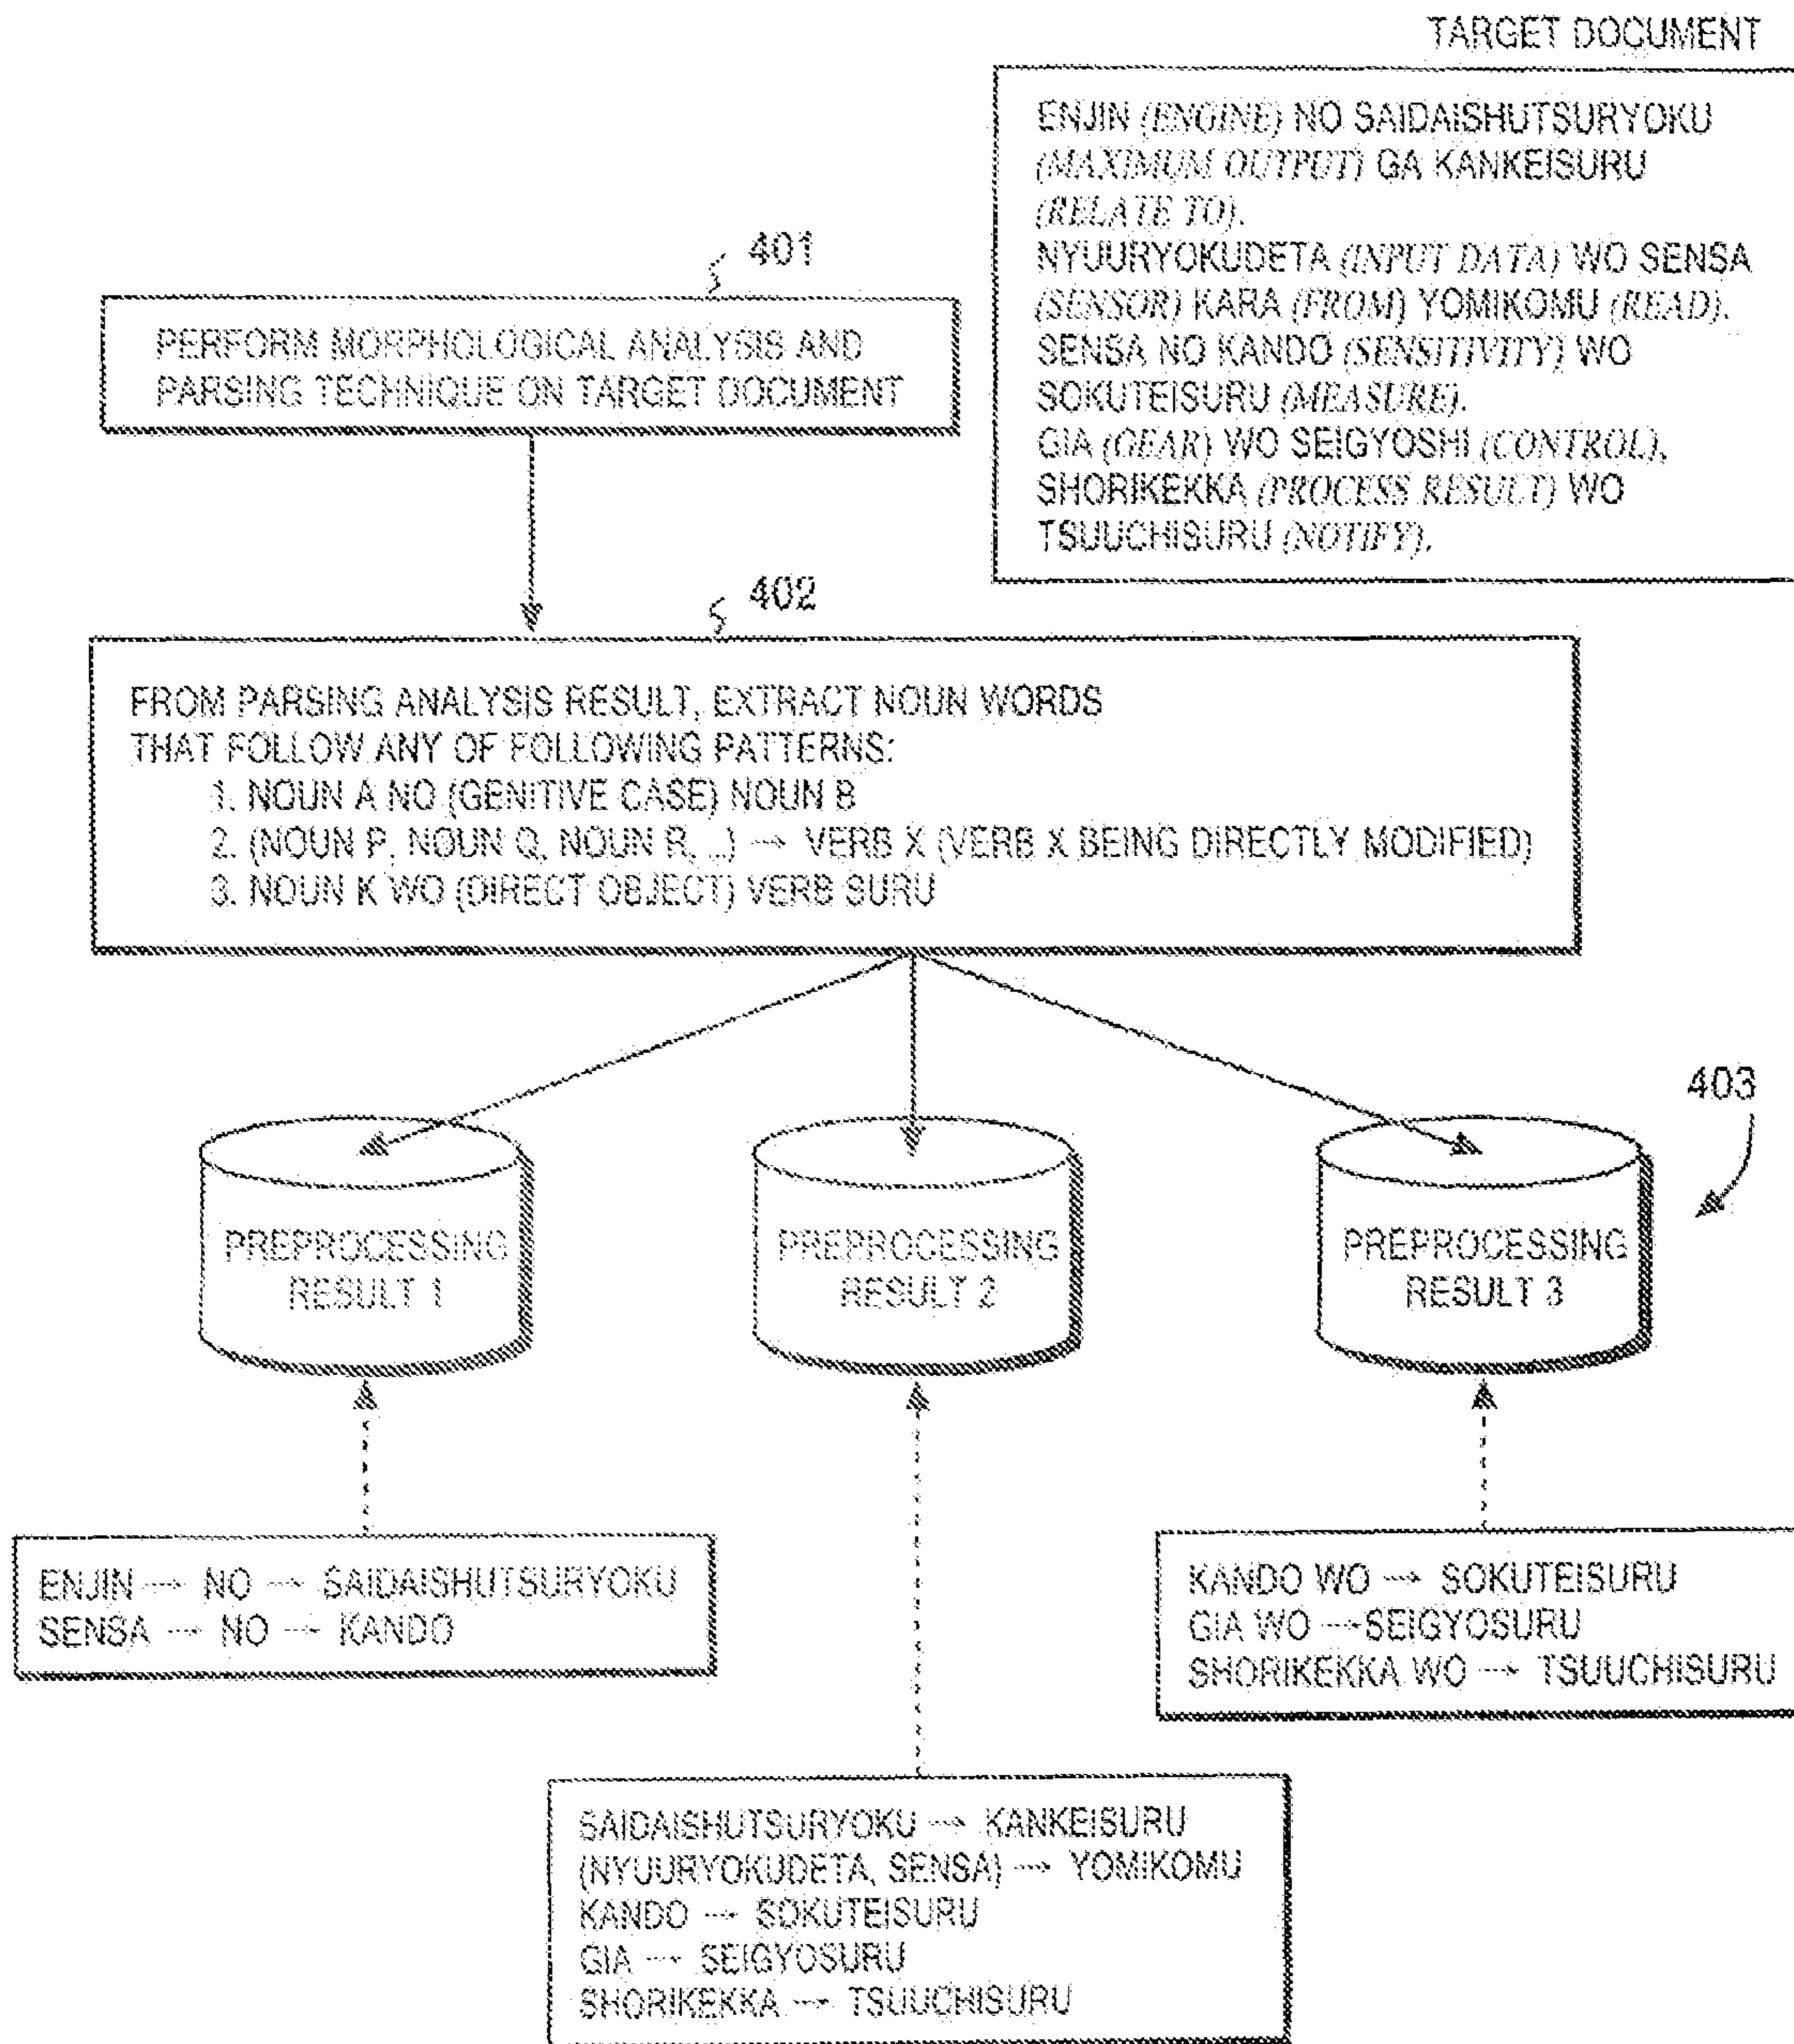 TARGET DOCUMENT
ENJIN (ENGINE) NO SAIDAISHUTSURYOKU
(MAXIMUM OUTPUT) GA KANKEISURU
(RELATE TO).
NYUURYOKUDETA (INPUT DATA) WO SENSA
(SENSOR) KARA (FROM) YOMIKOMU (READ).
SENSA NO KANDO (SENSITIVITY) WO
SOKUTEISURU (MEASURE).
GIA (GEAR) WO SEIGYOSHI (CONTROL),
SHORIKEKKA (PROCESS RESULT) WO
TSUUCHISURU (NOTIFY).
401
PERFORM MORPHOLOGICAL ANALYSIS AND
PARSING TECHNIQUE ON TARGET DOCUMENT
402
FROM PARSING ANALYSIS RESULT, EXTRACT NOUN WORDS
THAT FOLLOW ANY OF FOLLOWING PATTERNS:
1. NOUN A NO (GENITIVE CASE) NOUN B
2. (NOUN P, NOUN Q, NOUN R, ...) → VERB X (VERB X BEING DIRECTLY MODIFIED)
3. NOUN K WO (DIRECT OBJECT) VERB SURU
403
PREPROCESSING
RESULT 1
PREPROCESSING
RESULT 2
PREPROCESSING
RESULT 3
ENJIN → NO → SAIDAISHUTSURYOKU
SENSA → NO → KANDO
KANDO WO → SOKUTEISURU
GIA WO → SEIGYOSURU
SHORIKEKKA WO → TSUUCHISURU
SAIDAISHUTSURYOKU → KANKEISURU
(NYUURYOKUDETA, SENSA) → YOMIKOMU
KANDO → SOKUTEISURU
GIA → SEIGYOSURU
SHORIKEKKA → TSUUCHISURU